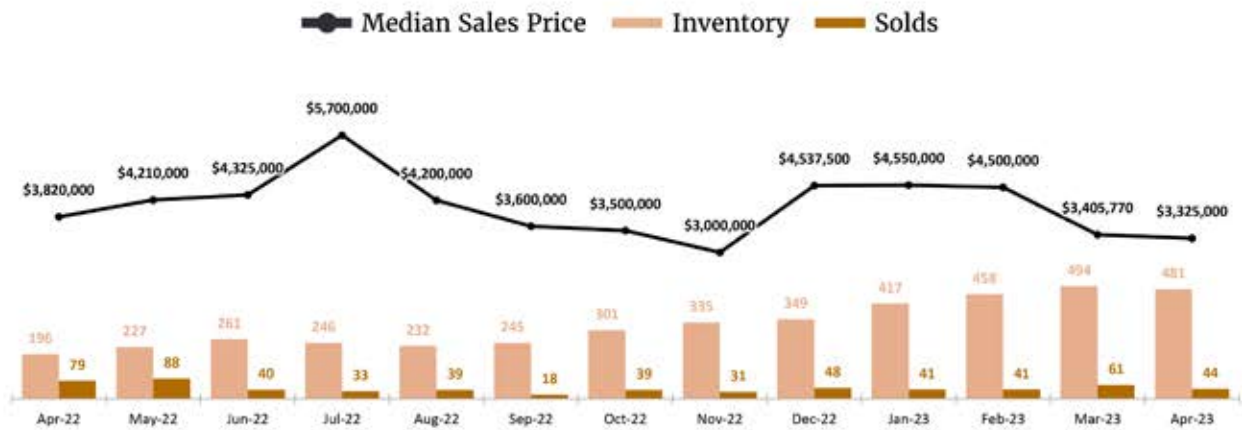 Median Sales Price Inventory Solds
$5,700,000
$4,537,500 $4,550,000 $4,500,000
$4,210,000 $4,325,000 $4,200,000
$3,820,000 $3,600,000 $3,500,000 $3,405,770 $3,325,000
$3,000,000
196 227 261 246 232 245 301 335 349 417 458 494 481
79 88 40 33 39 18 39 31 48 41 41 61 44
Apr-22 May-22 Jun-22 Jul-22 Aug-22 Sep-22 Oct-22 Nov-22 Dec-22 Jan-23 Feb-23 Mar-23 Apr-23